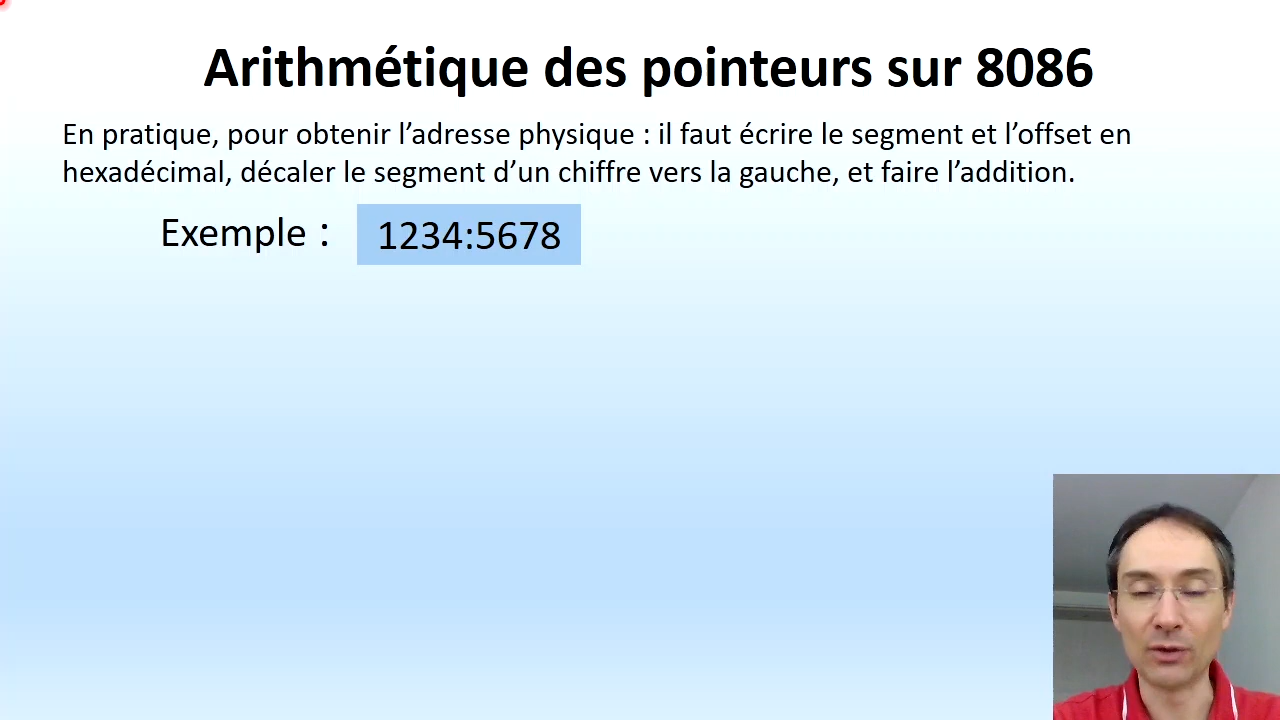 Arithmétique des pointeurs sur 8086
En pratique, pour obtenir l’adresse physique : il faut écrire le segment et l’offset en
hexadécimal, décaler le segment d’un chiffre vers la gauche, et faire l’addition.
Exemple : 1234:5678